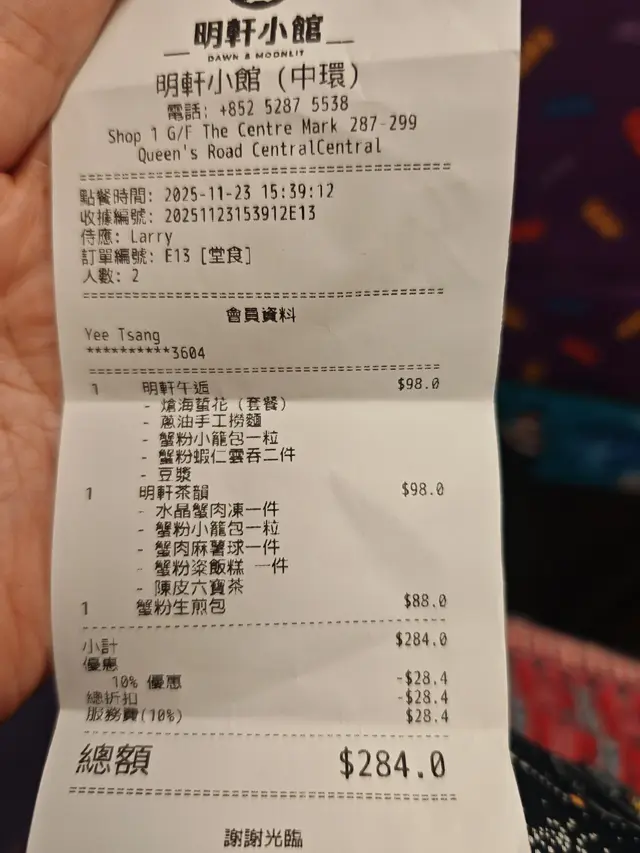 明軒小館
DAWN & MOONLIT
明軒小館 (中環)
電話: +852 5287 5538
Shop 1 G/F The Centre Mark 287-299
Queen's Road CentralCentral
點餐時間: 2025-11-23 15:39:12
收據編號: 20251123153912E13
侍應: Larry
訂單編號: E13 [堂食]
人數: 2
會員資料
Yee Tsang
**********3604
1 明軒午逅 $98.0
- 熗海蜇花 (套餐)
- 蔥油手工撈麵
- 蟹粉小籠包一粒
- 蟹粉蝦仁雲吞二件
- 豆漿
1 明軒茶韻 $98.0
- 水晶蟹肉凍一件
- 蟹粉小籠包一粒
- 蟹肉麻薯球一件
- 蟹粉粢飯糕 一件
- 陳皮六寶茶
1 蟹粉生煎包 $88.0
小計 $284.0
優惠
10% 優惠 -$28.4
總折扣 -$28.4
服務費(10%) $28.4
總額 $284.0
謝謝光臨